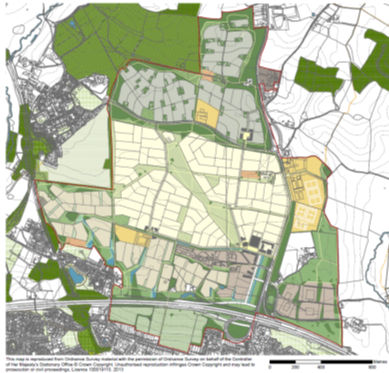 This map is reproduced from Ordnance Survey material with the permission of Ordnance Survey on behalf of the Controller
of Her Majesty's Stationery Office © Crown Copyright. Unauthorised reproduction infringes Crown Copyright and may lead to
prosecution or civil proceedings. 2013
Metres
0 200 400 600 800